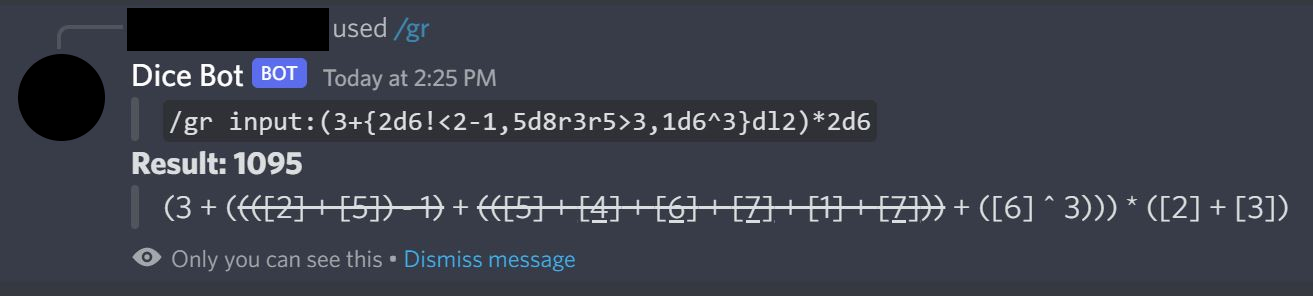 used /gr
Dice Bot BOT Today at 2:25 PM
/gr input:(3+{2d6!<2-1,5d8r3r5>3,1d6^3}dl2)*2d6
Result: 1095
(3 + ((([2] + [5]) - 1) + (([5] + [4] + [6] + [7] + [1] + [7])) + ([6] ^ 3))) * ([2] + [3])
Only you can see this • Dismiss message